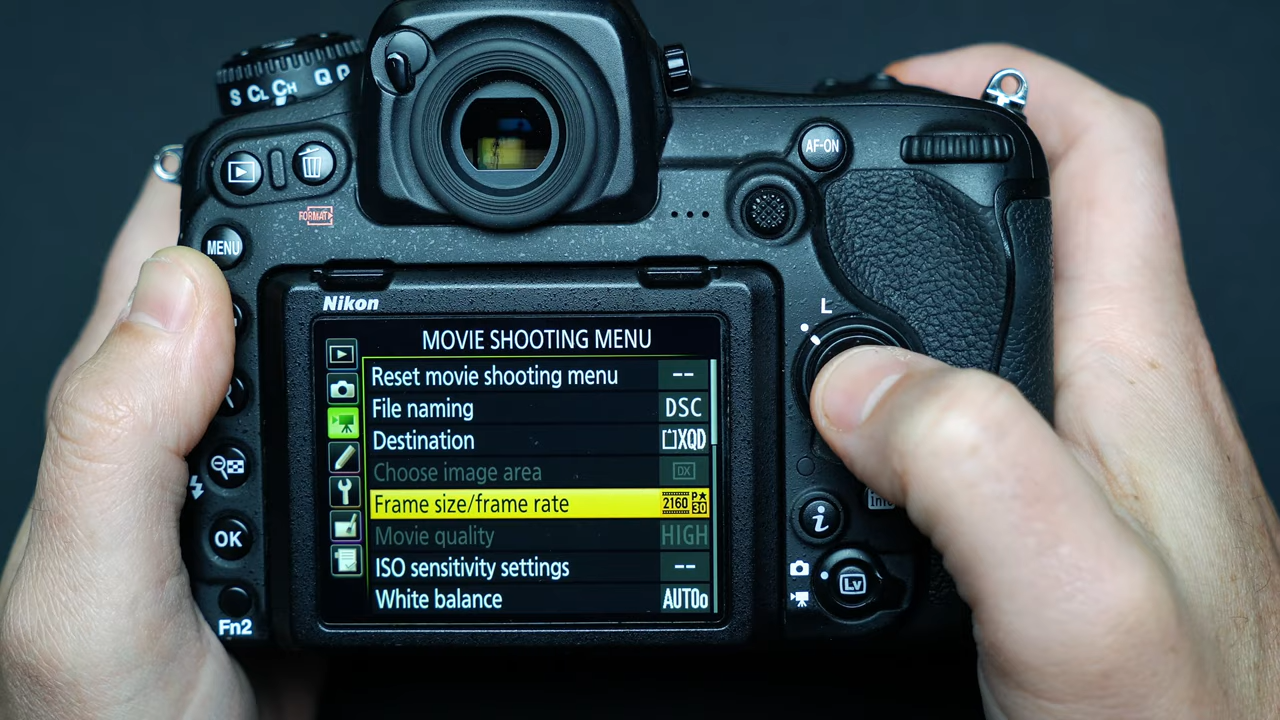 S CL CH Q
AF-ON
FORMAT
MENU
L
Nikon
MOVIE SHOOTING MENU
Reset movie shooting menu --
File naming DSC
Destination XQD
Choose image area DX
Frame size/frame rate 2160 P★ 30
Movie quality HIGH
ISO sensitivity settings --
White balance AUTO0
info
i
OK
Lv
Fn2